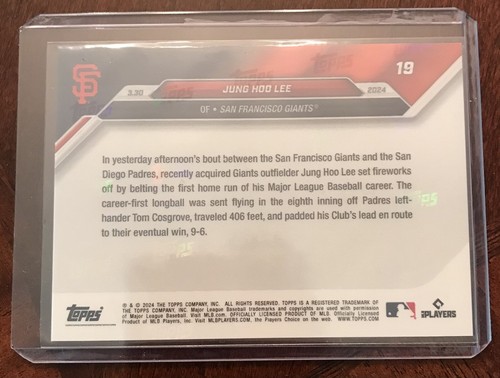 SF
19
3.30 JUNG HOO LEE 2024
Topps
OF • SAN FRANCISCO GIANTS®
In yesterday afternoon's bout between the San Francisco Giants and the San
Diego Padres, recently acquired Giants outfielder Jung Hoo Lee set fireworks
off by belting the first home run of his Major League Baseball career. The
career-first longball was sent flying in the eighth inning off Padres left-
hander Tom Cosgrove, traveled 406 feet, and padded his Club's lead en route
to their eventual win, 9-6.
Topps
® & © 2024 THE TOPPS COMPANY, INC. ALL RIGHTS RESERVED. TOPPS IS A REGISTERED TRADEMARK OF
THE TOPPS COMPANY, INC. Major League Baseball trademarks and copyrights are used with permission
of Major League Baseball. Visit MLB.com. OFFICIALLY LICENSED PRODUCT OF MLB PLAYERS, Officially Licensed
Product of MLB Players, Inc. Visit MLBPLAYERS.com, the Players Choice on the web. WWW.TOPPS.COM
PLAYERS